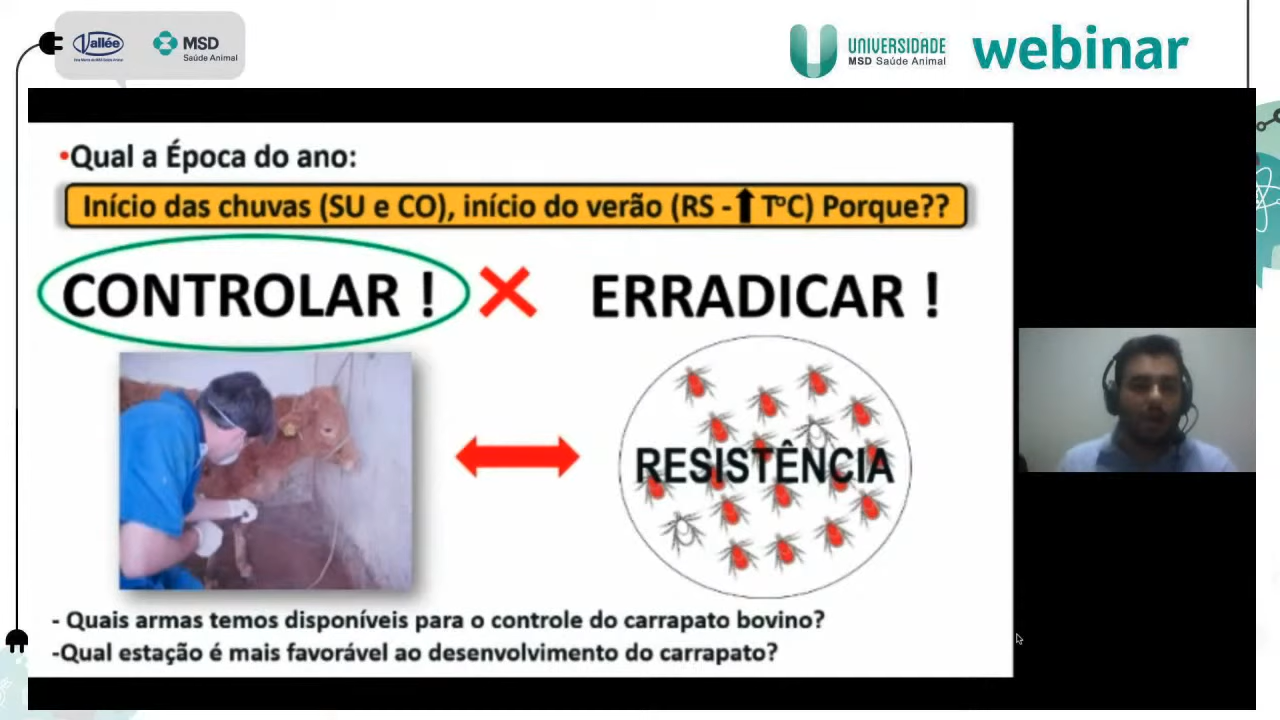 Vallée
MSD
Saúde Animal
UNIVERSIDADE
MSD Saúde Animal
webinar
•Qual a Época do ano:
Início das chuvas (SU e CO), início do verão (RS - TºC) Porque??
CONTROLAR !
ERRADICAR !
RESISTÊNCIA
- Quais armas temos disponíveis para o controle do carrapato bovino?
-Qual estação é mais favorável ao desenvolvimento do carrapato?